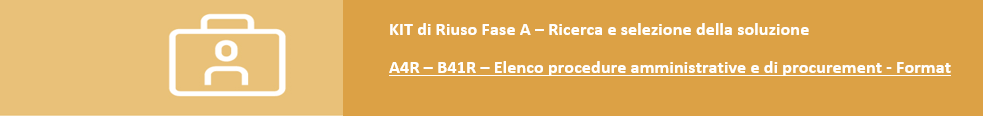 KIT di Riuso Fase A – Ricerca e selezione della soluzione
A4R – B41R – Elenco procedure amministrative e di procurement - Format